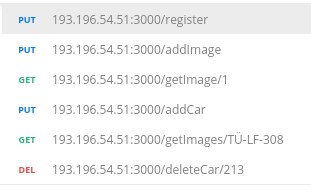 PUT 193.196.54.51:3000/register
PUT 193.196.54.51:3000/addImage
GET 193.196.54.51:3000/getImage/1
PUT 193.196.54.51:3000/addCar
GET 193.196.54.51:3000/getImages/TÜ-LF-308
DEL 193.196.54.51:3000/deleteCar/213